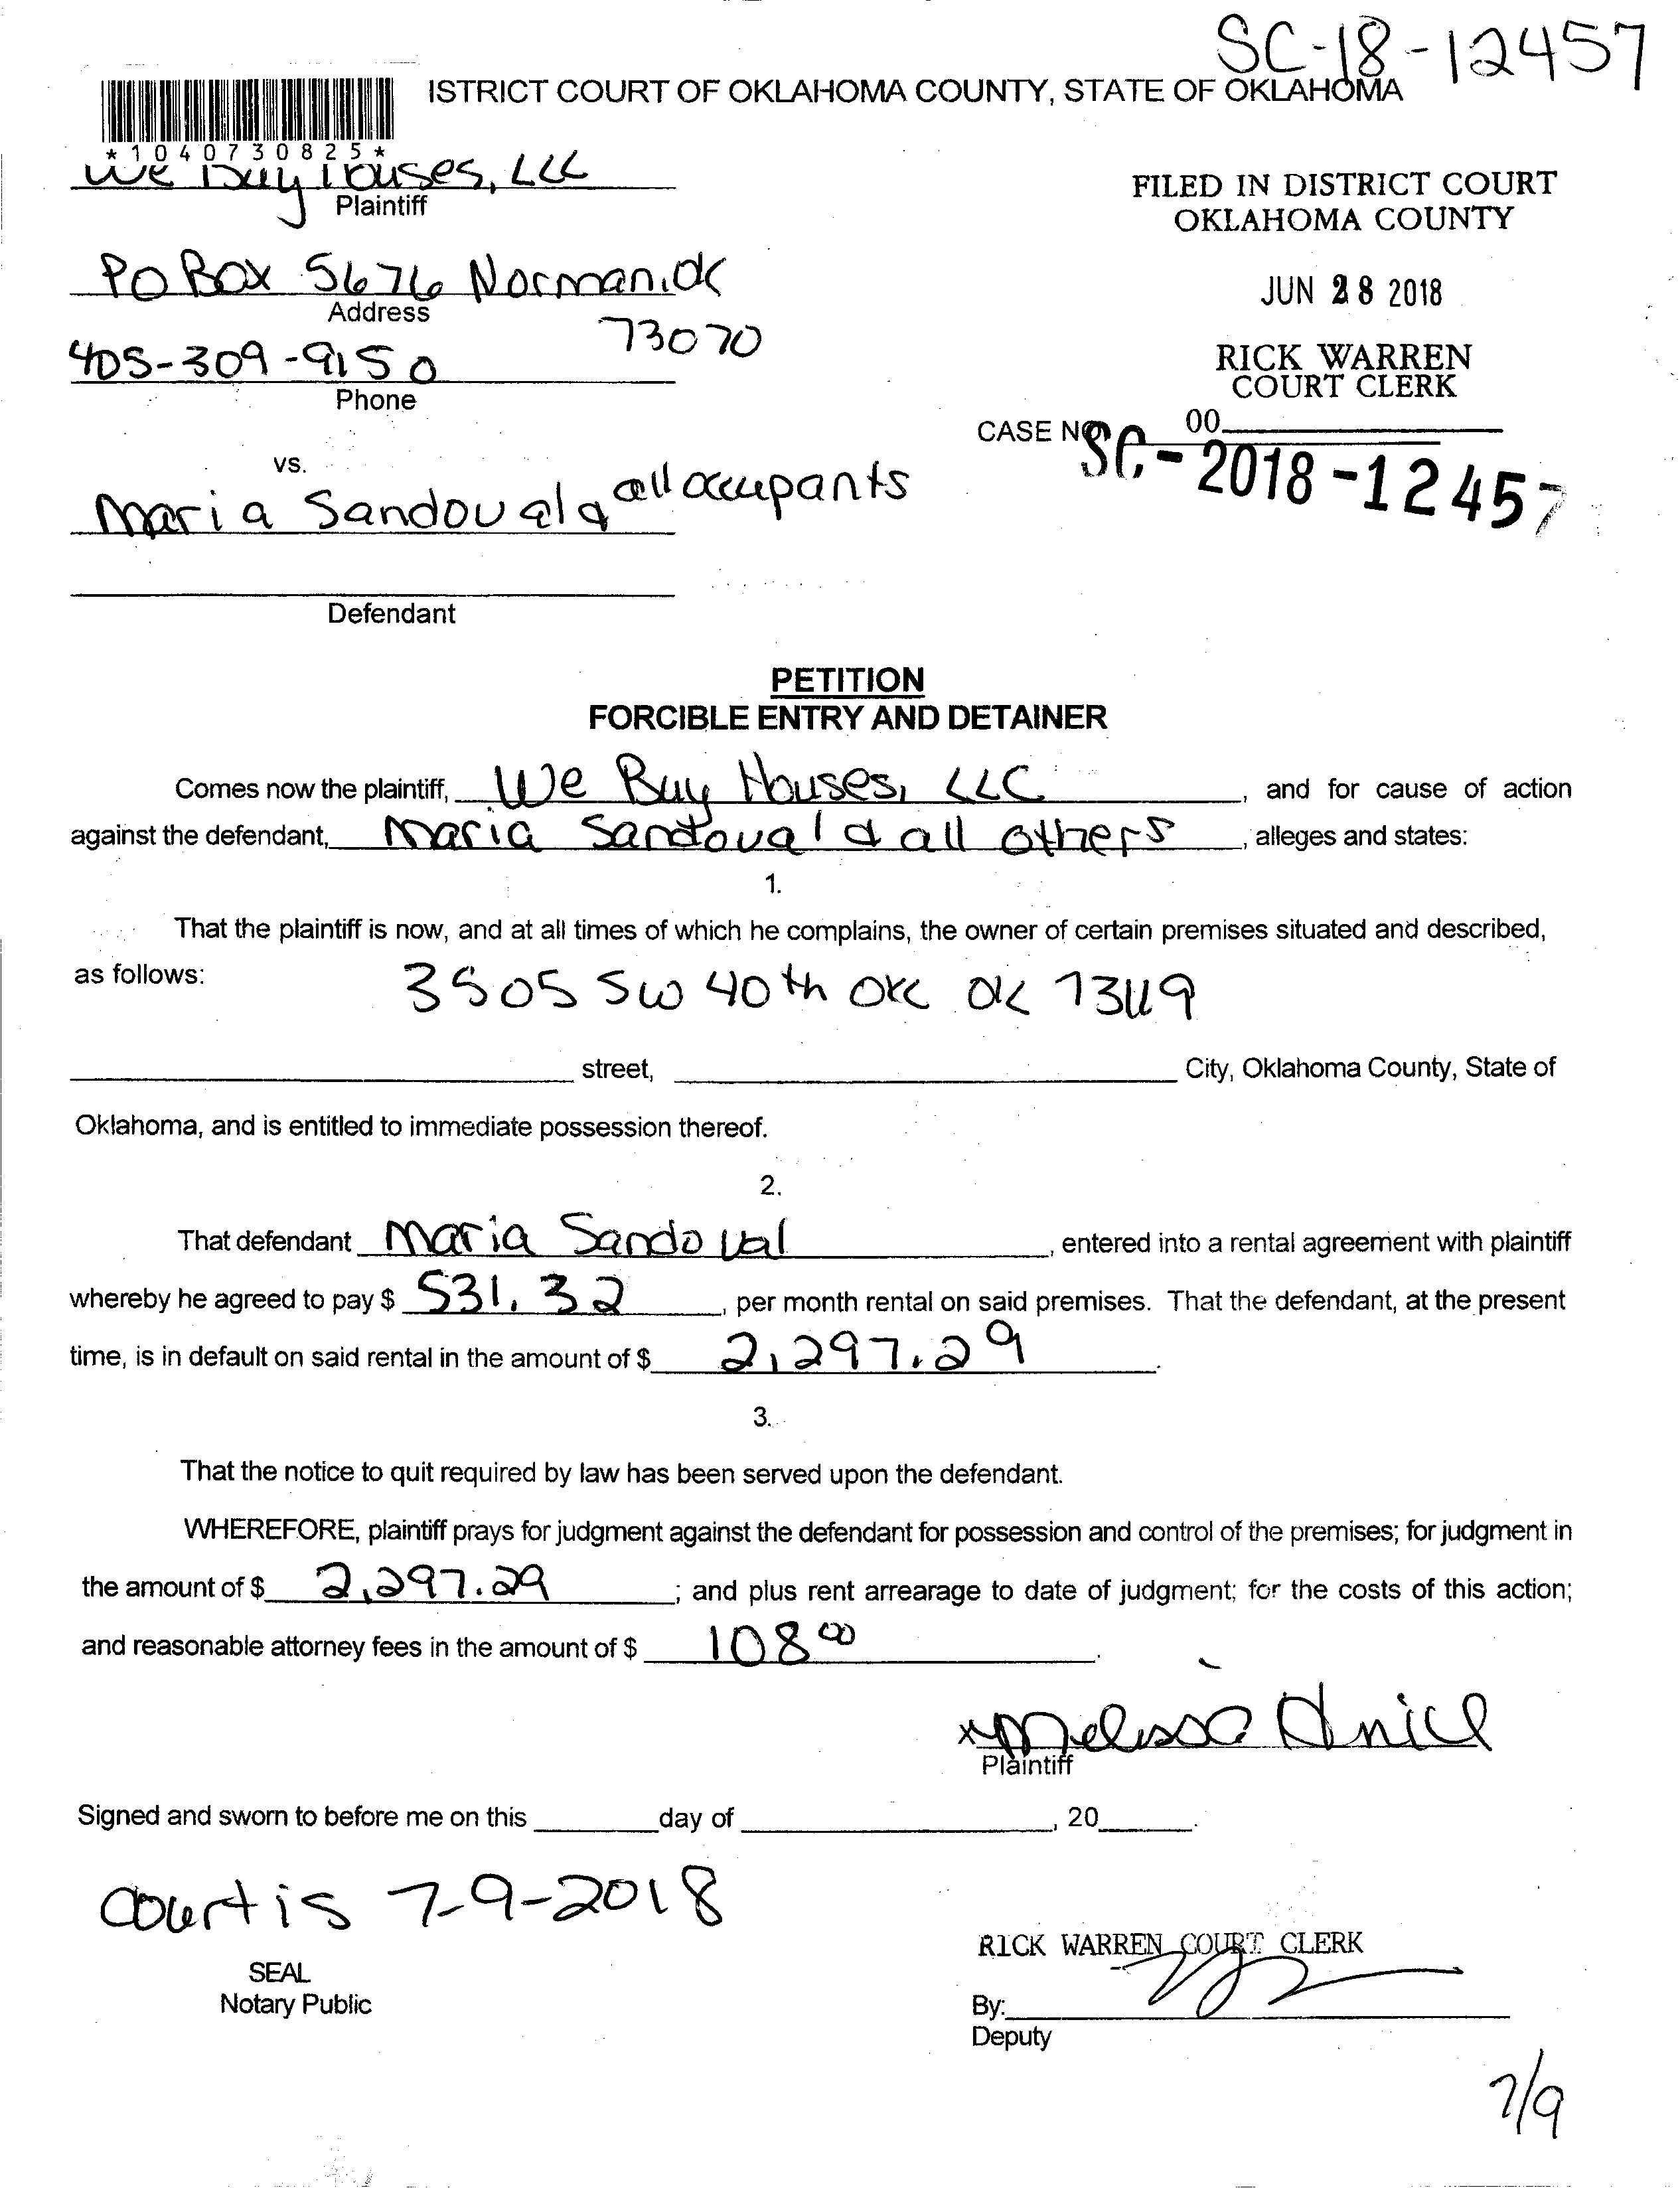 SC-18-12457
ISTRICT COURT OF OKLAHOMA COUNTY, STATE OF OKLAHOMA
*1040730825*
We Buy Houses, LLC
Plaintiff
FILED IN DISTRICT COURT
OKLAHOMA COUNTY
PO Box 5676 Norman, OK
Address
73070
JUN 28 2018
405-309-9150
Phone
RICK WARREN
COURT CLERK
CASE NO. 00
SC-2018-12457
vs.
Maria Sandoval & all occupants
Defendant
PETITION
FORCIBLE ENTRY AND DETAINER
Comes now the plaintiff, We Buy Houses, LLC, and for cause of action
against the defendant, Maria Sandoval & all others, alleges and states:
1.
That the plaintiff is now, and at all times of which he complains, the owner of certain premises situated and described,
as follows: 3505 SW 40th OKC OK 73119
street, City, Oklahoma County, State of
Oklahoma, and is entitled to immediate possession thereof.
2.
That defendant Maria Sandoval, entered into a rental agreement with plaintiff
whereby he agreed to pay $ 531.32, per month rental on said premises. That the defendant, at the present
time, is in default on said rental in the amount of $ 2,297.29.
3.
That the notice to quit required by law has been served upon the defendant.
WHEREFORE, plaintiff prays for judgment against the defendant for possession and control of the premises; for judgment in
the amount of $ 2,297.29; and plus rent arrearage to date of judgment; for the costs of this action;
and reasonable attorney fees in the amount of $ 108 00.
x Melissa
Plaintiff
Signed and sworn to before me on this day of , 20 .
Court is 7-9-2018
SEAL
Notary Public
RICK WARREN COURT CLERK
By:
Deputy
7/9